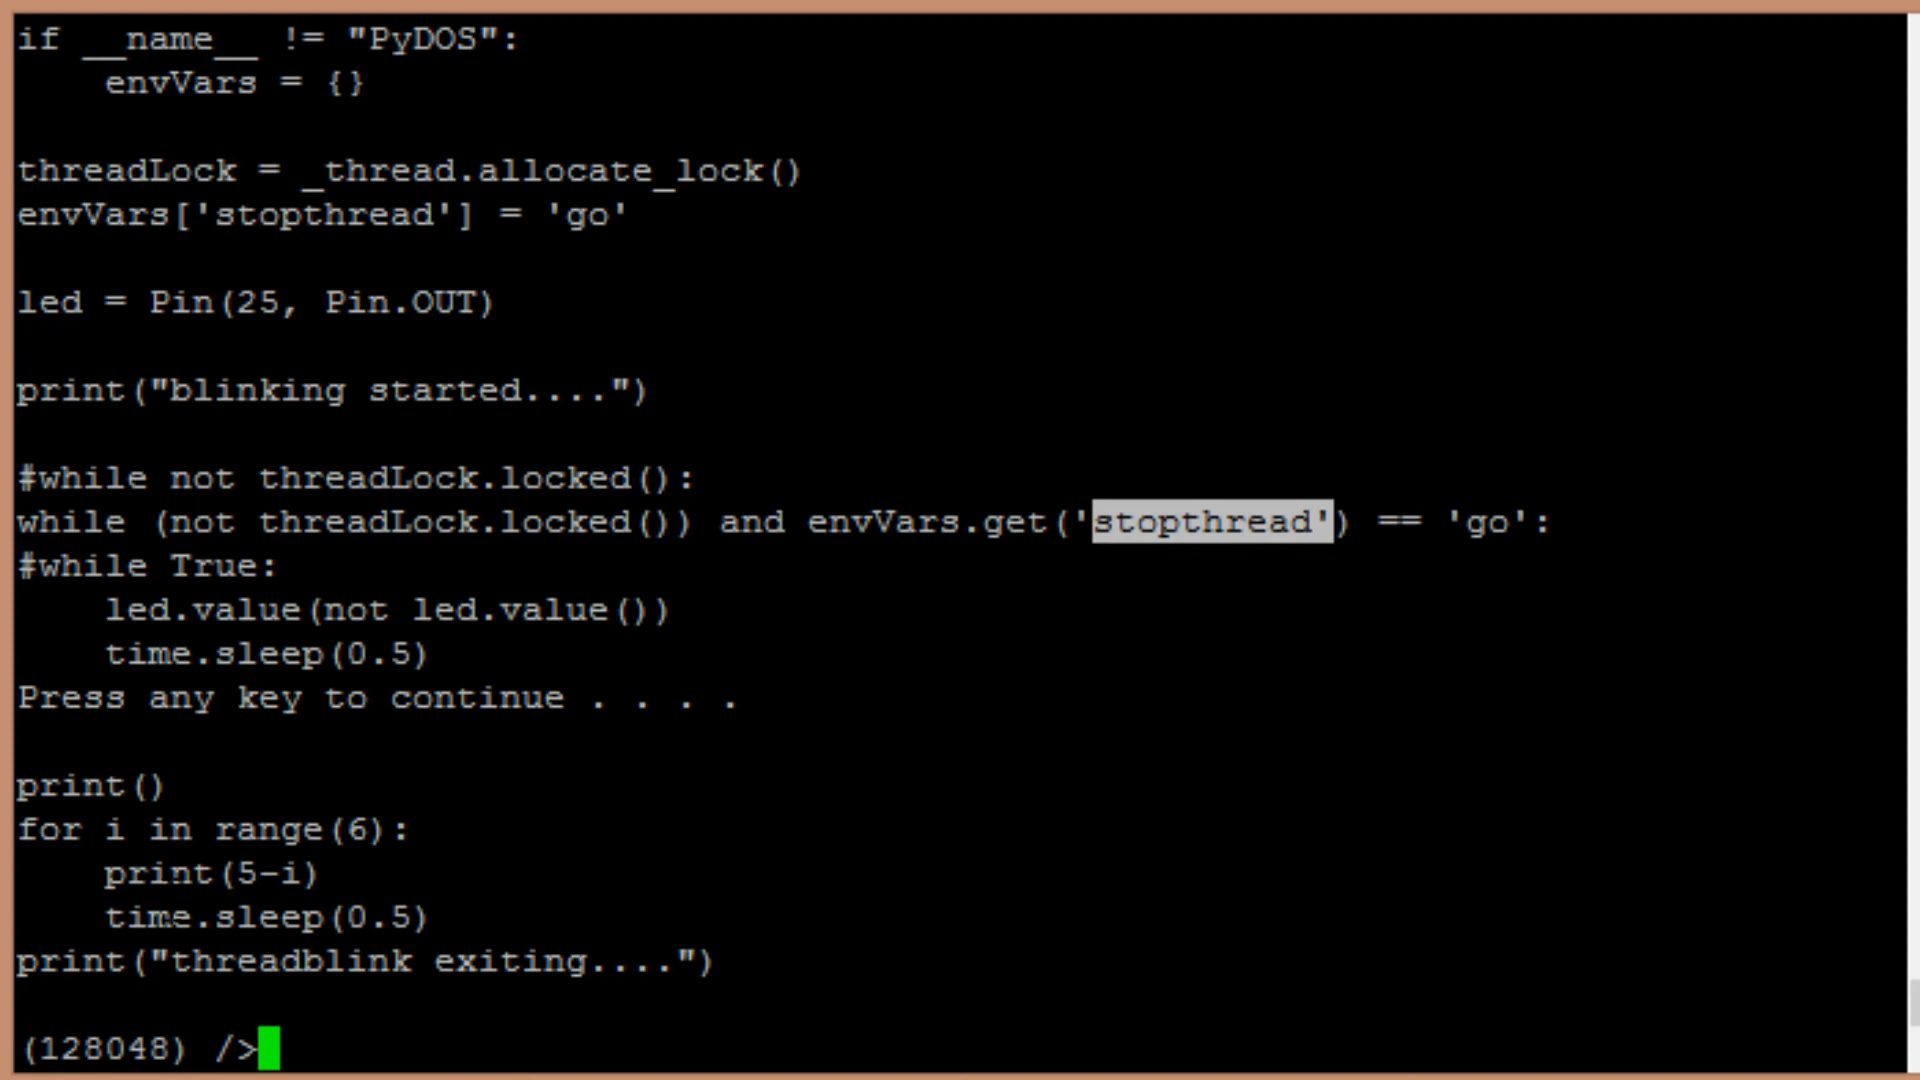 if __name__ != "PyDOS":
    envVars = {}

threadLock = _thread.allocate_lock()
envVars['stopthread'] = 'go'

led = Pin(25, Pin.OUT)

print("blinking started....")

#while not threadLock.locked():
while (not threadLock.locked()) and envVars.get('stopthread') == 'go':
#while True:
    led.value(not led.value())
    time.sleep(0.5)
Press any key to continue . . . .

print()
for i in range(6):
    print(5-i)
    time.sleep(0.5)
print("threadblink exiting....")

(128048) />